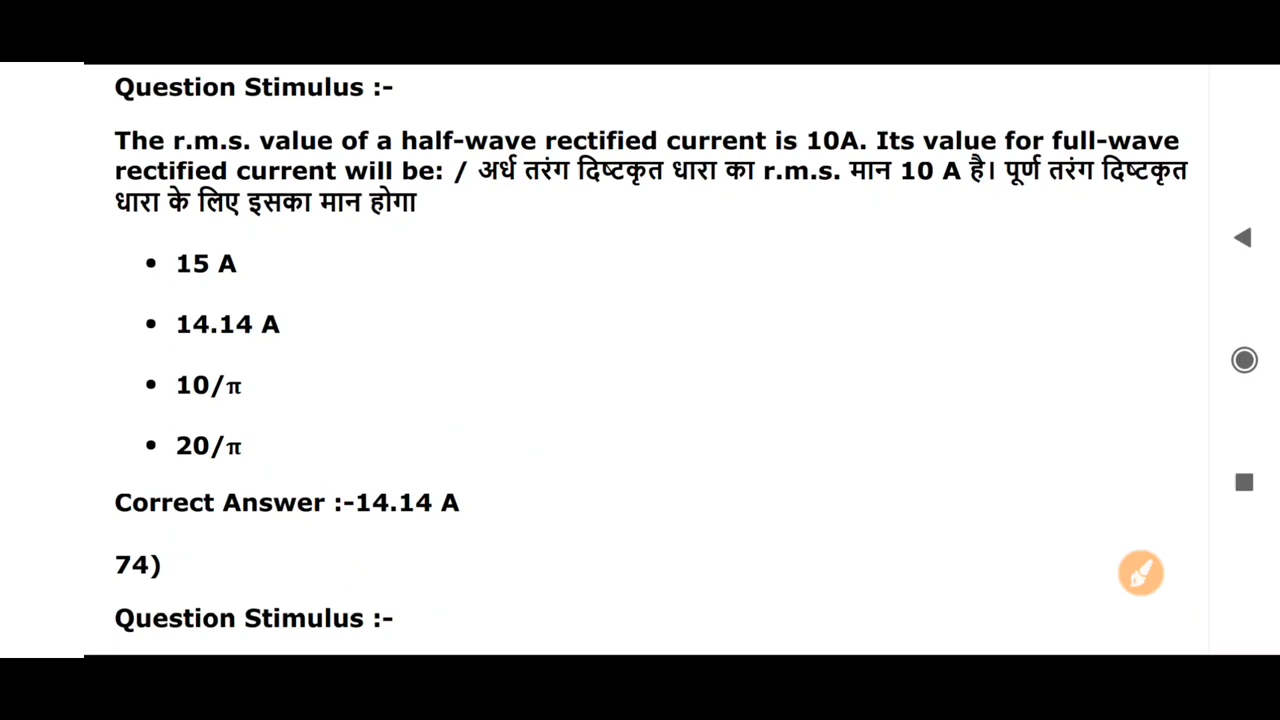 Question Stimulus :-
The r.m.s. value of a half-wave rectified current is 10A. Its value for full-wave
rectified current will be: / अर्ध तरंग दिष्टकृत धारा का r.m.s. मान 10 A है। पूर्ण तरंग दिष्टकृत
धारा के लिए इसका मान होगा
• 15 A
• 14.14 A
• 10/π
• 20/π
Correct Answer :-14.14 A
74)
Question Stimulus :-